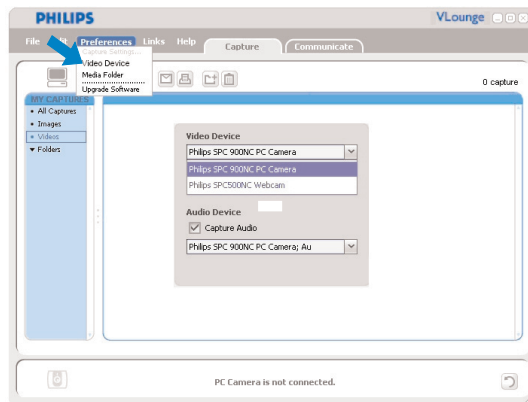 PHILIPS
VLounge
File Edit Preferences Links Help
Capture
Communicate
Capture Settings...
Video Device
Media Folder
Upgrade Software
0 capture
MY CAPTURES
• All Captures
• Images
• Videos
Folders
Video Device
Philips SPC 900NC PC Camera
Philips SPC 900NC PC Camera
Philips SPC500NC Webcam
Audio Device
Capture Audio
Philips SPC 900NC PC Camera; Au
PC Camera is not connected.